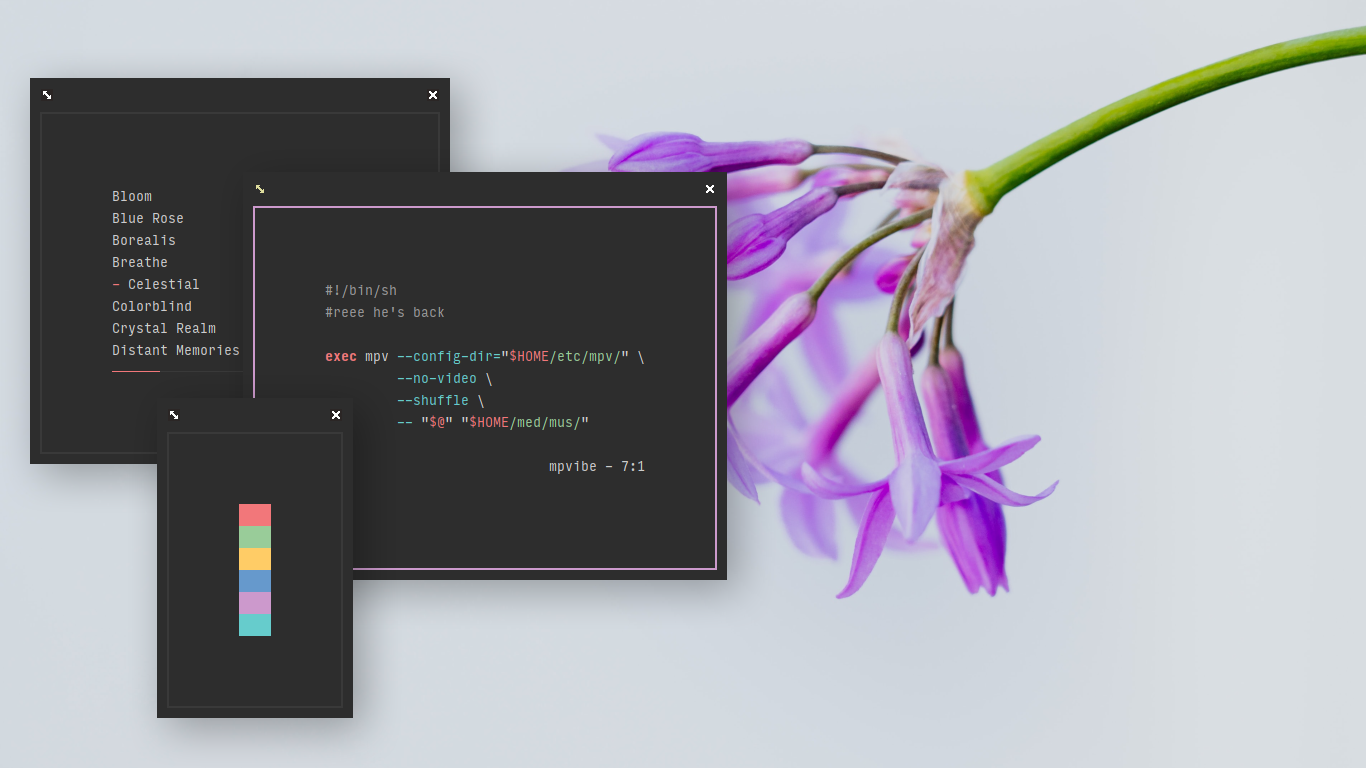 Bloom
Blue Rose
Borealis
Breathe
– Celestial
Colorblind
Crystal Realm
Distant Memories
#!/bin/sh
#reee he's back
exec mpv --config-dir="$HOME/etc/mpv/" \
--no-video \
--shuffle \
-- "$@" "$HOME/med/mus/"
mpvibe – 7:1